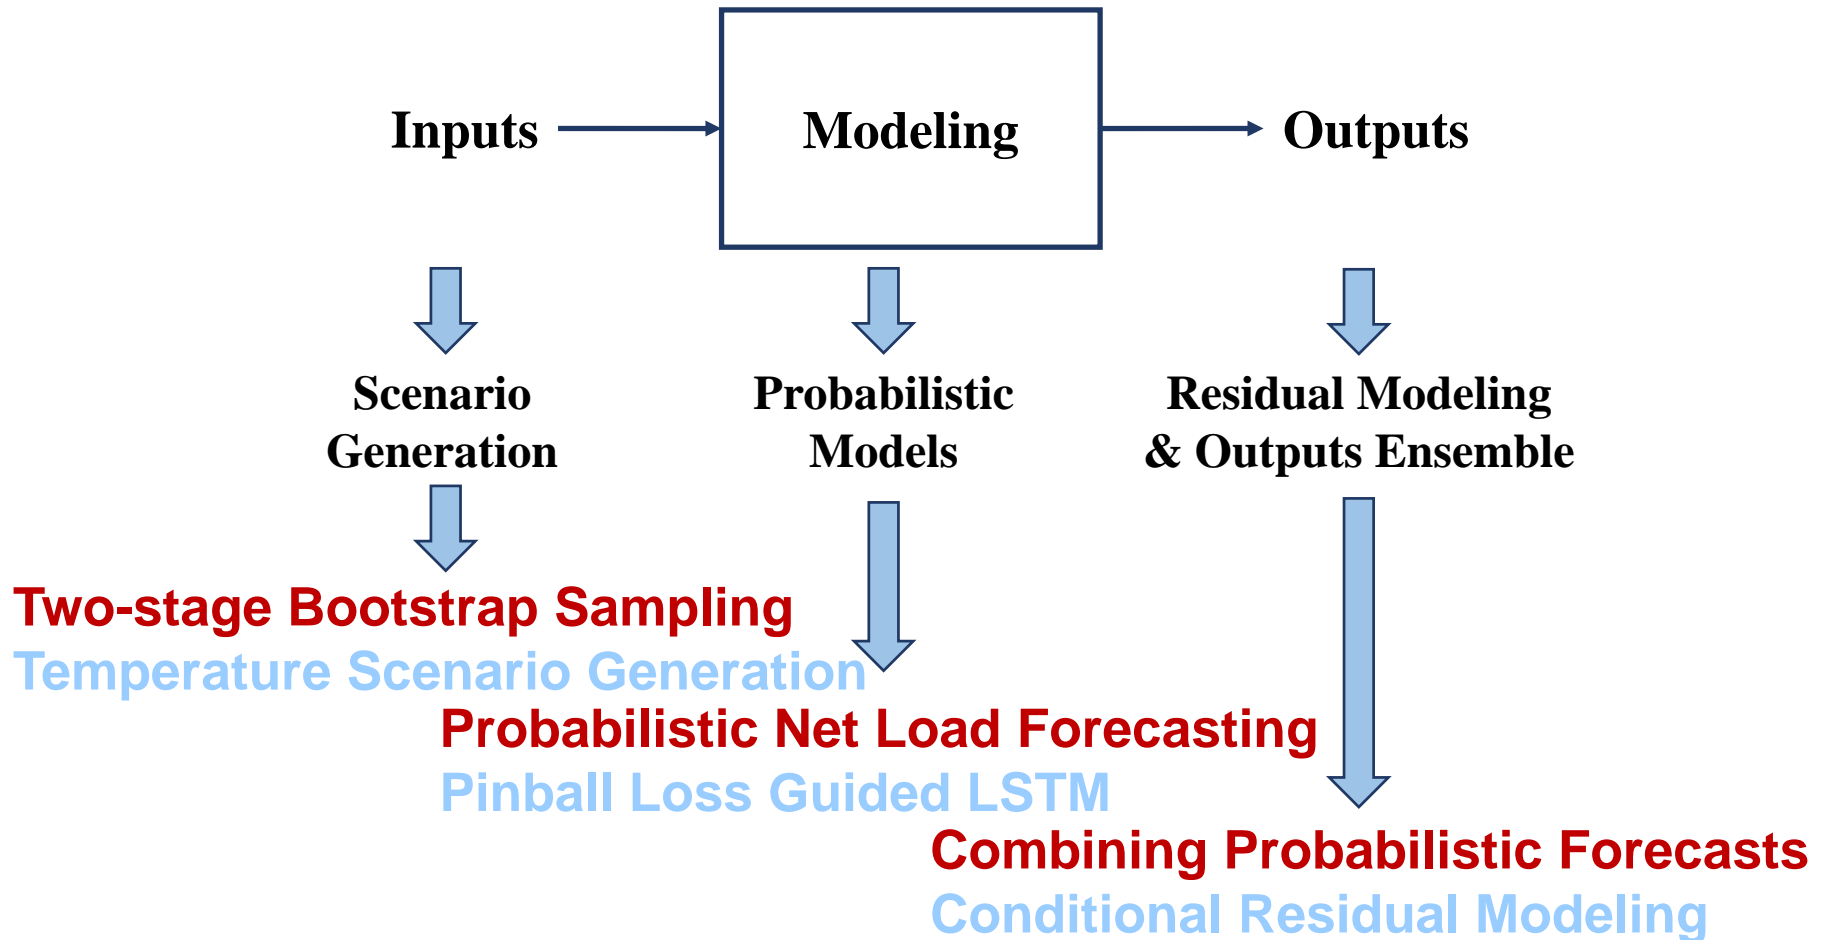 Inputs
Modeling
Outputs
Scenario
Generation
Probabilistic
Models
Residual Modeling
& Outputs Ensemble
Two-stage Bootstrap Sampling
Temperature Scenario Generation
Probabilistic Net Load Forecasting
Pinball Loss Guided LSTM
Combining Probabilistic Forecasts
Conditional Residual Modeling